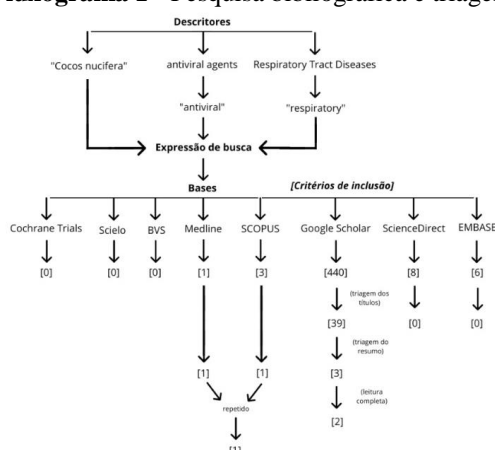 Pesquisa bibliográfica e triagem
Descritores
"Cocos nucifera" antiviral agents Respiratory Tract Diseases
"antiviral" "respiratory"
Expressão de busca
Bases [Critérios de inclusão]
Cochrane Trials Scielo BVS Medline SCOPUS Google Scholar ScienceDirect EMBASE
[0] [0] [0] [1] [3] [440] [8] [6]
(triagem dos
títulos)
[39] [0] [0]
(triagem do
resumo)
[1] [1] [3]
(leitura
completa)
repetido
[2]
[1]